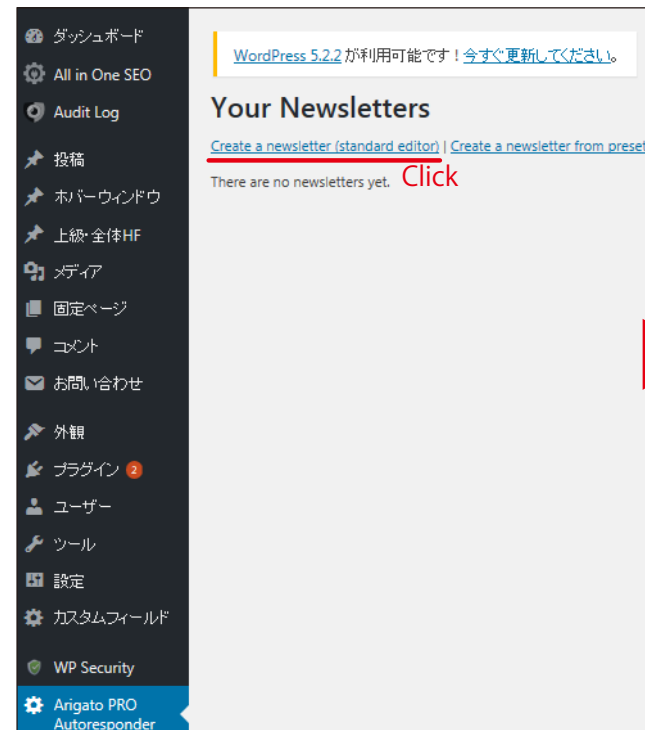 ダッシュボード
All in One SEO
Audit Log
投稿
ホバーウィンドウ
上級・全体HF
メディア
固定ページ
コメント
お問い合わせ
外観
プラグイン 2
ユーザー
ツール
設定
カスタムフィールド
WP Security
Arigato PRO
Autoresponder
WordPress 5.2.2 が利用可能です ! 今すぐ更新してください。
Your Newsletters
Create a newsletter (standard editor) | Create a newsletter from preset
There are no newsletters yet.
Click